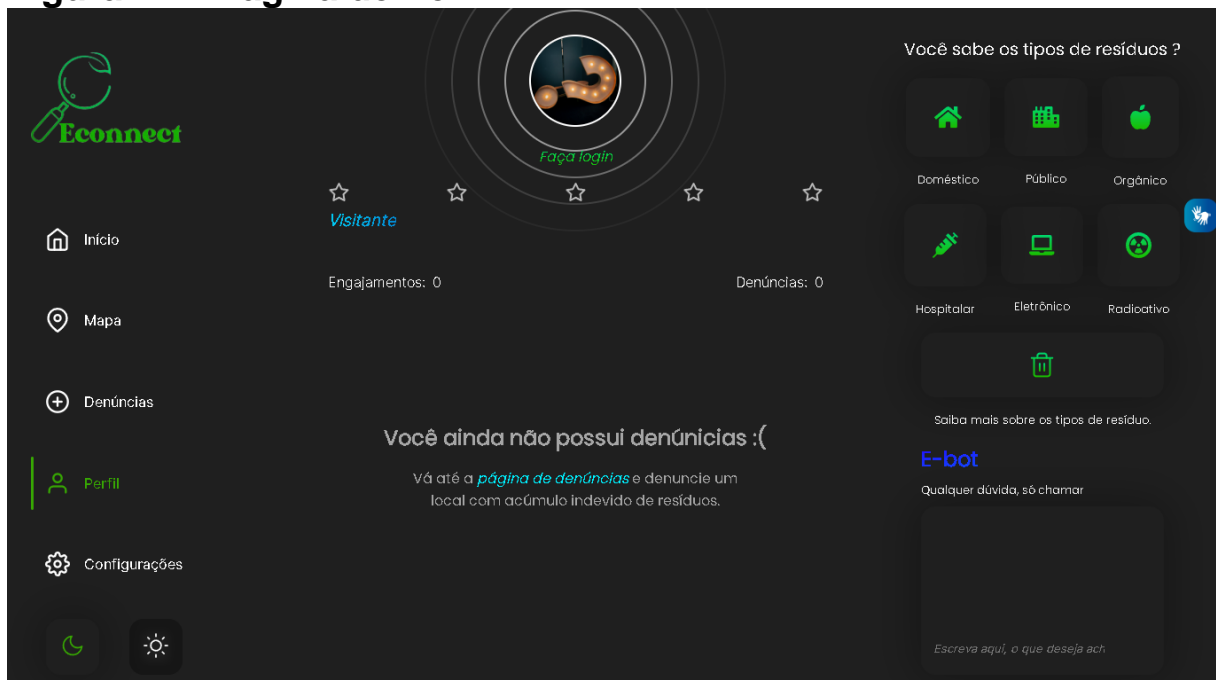 Econnect
Início
Mapa
Denúncias
Perfil
Configurações
Faça login
Visitante
Engajamentos: 0
Denúncias: 0
Você ainda não possui denúnicias :(
Vá até a página de denúncias e denuncie um
local com acúmulo indevido de resíduos.
Você sabe os tipos de resíduos ?
Doméstico
Público
Orgânico
Hospitalar
Eletrônico
Radioativo
Saiba mais sobre os tipos de resíduo.
E-bot
Qualquer dúvida, só chamar
Escreva aqui, o que deseja ach